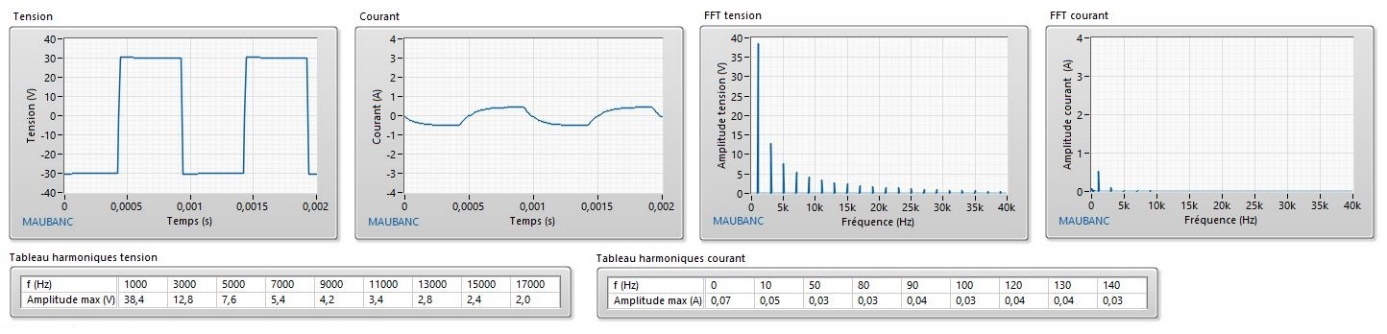 Tension
Courant
FFT tension
FFT courant
40
30
20
10
0
-10
-20
-30
-40
Tension (V)
0
0,0005
0,001
0,0015
0,002
Temps (s)
MAUBANC
4
3
2
1
0
-1
-2
-3
-4
Courant (A)
0
0,0005
0,001
0,0015
0,002
Temps (s)
MAUBANC
40
35
30
25
20
15
10
5
0
Amplitude tension (V)
0
5k
10k
15k
20k
25k
30k
35k
40k
Fréquence (Hz)
MAUBANC
4
3
2
1
0
Amplitude courant (A)
0
5k
10k
15k
20k
25k
30k
35k
40k
Fréquence (Hz)
MAUBANC
Tableau harmoniques tension
f (Hz) 1000 3000 5000 7000 9000 11000 13000 15000 17000
Amplitude max (V) 38,4 12,8 7,6 5,4 4,2 3,4 2,8 2,4 2,0
Tableau harmoniques courant
f (Hz) 0 10 50 80 90 100 120 130 140
Amplitude max (A) 0,07 0,05 0,03 0,03 0,04 0,03 0,04 0,04 0,03